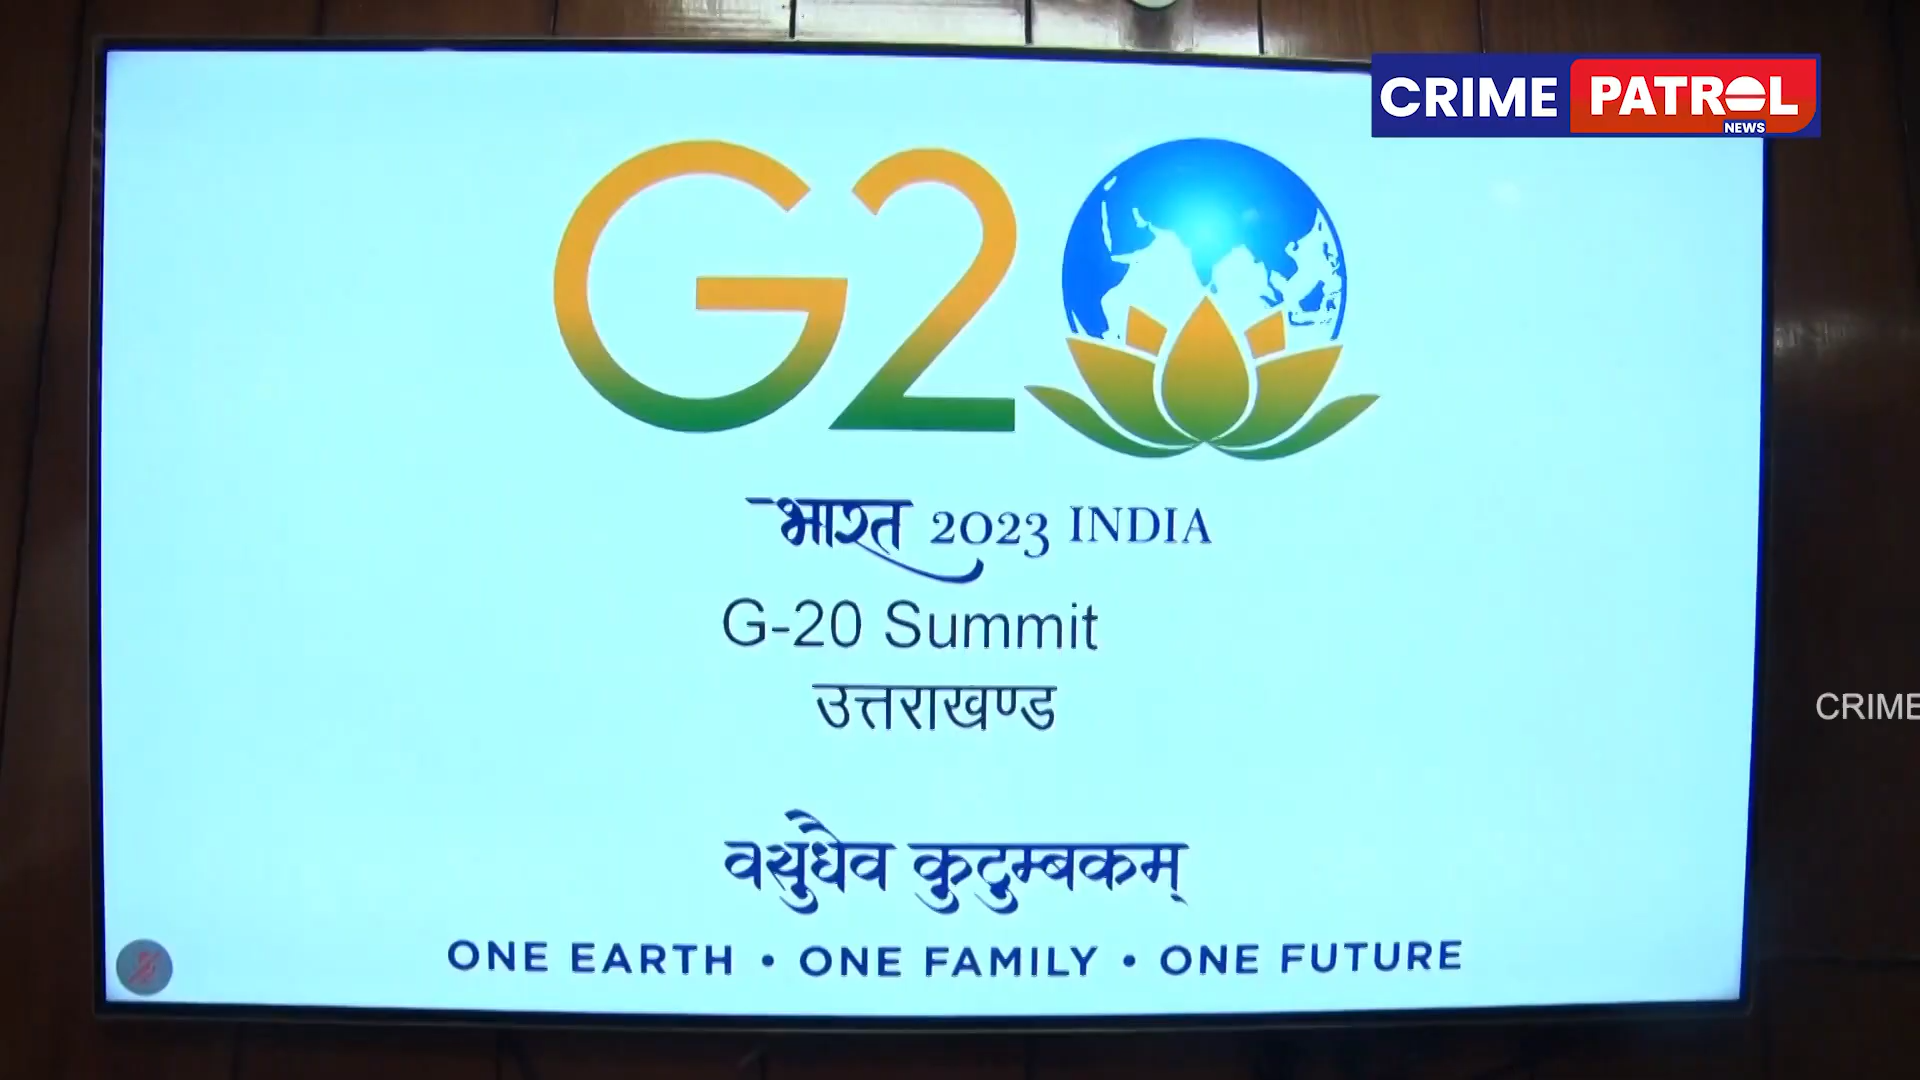 CRIME PATROL
NEWS
G20
भारत 2023 INDIA
G-20 Summit
उत्तराखण्ड
CRIME
वसुधैव कुटुम्बकम्
ONE EARTH • ONE FAMILY • ONE FUTURE